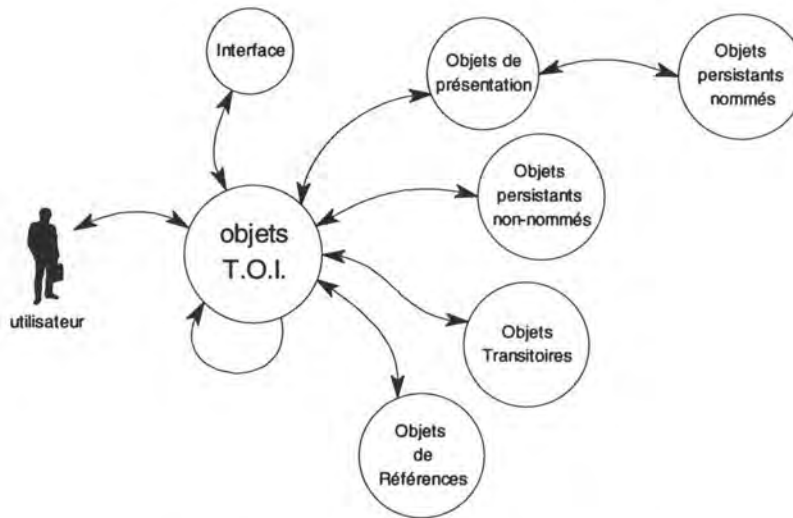 Interface
Objets de
présentation
Objets
persistants
nommés
Objets
persistants
non-nommés
objets
T.O.I.
utilisateur
Objets
Transitoires
Objets
de
Références